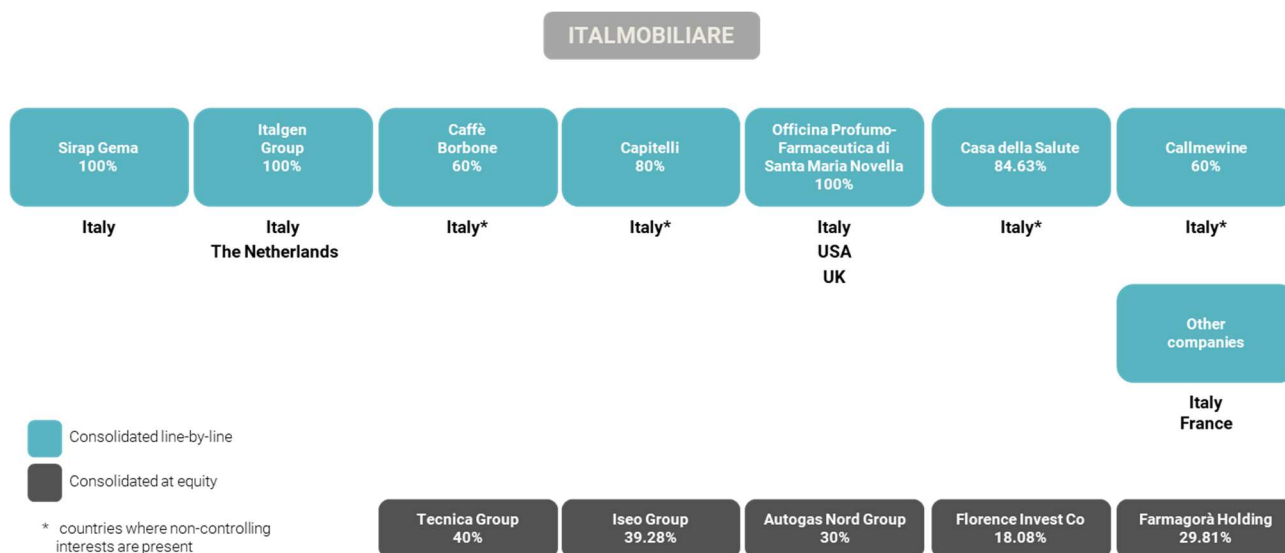 ITALMOBILIARE
Sirap Gema
100%
Italy
Italgen
Group
100%
Italy
The Netherlands
Caffè
Borbone
60%
Italy*
Capitelli
80%
Italy*
Officina Profumo-
Farmaceutica di
Santa Maria Novella
100%
Italy
USA
UK
Casa della Salute
84.63%
Italy*
Callmewine
60%
Italy*
Other
companies
Italy
France
Consolidated line-by-line
Consolidated at equity
* countries where non-controlling
interests are present
Tecnica Group
40%
Iseo Group
39.28%
Autogas Nord Group
30%
Florence Invest Co
18.08%
Farmagorà Holding
29.81%